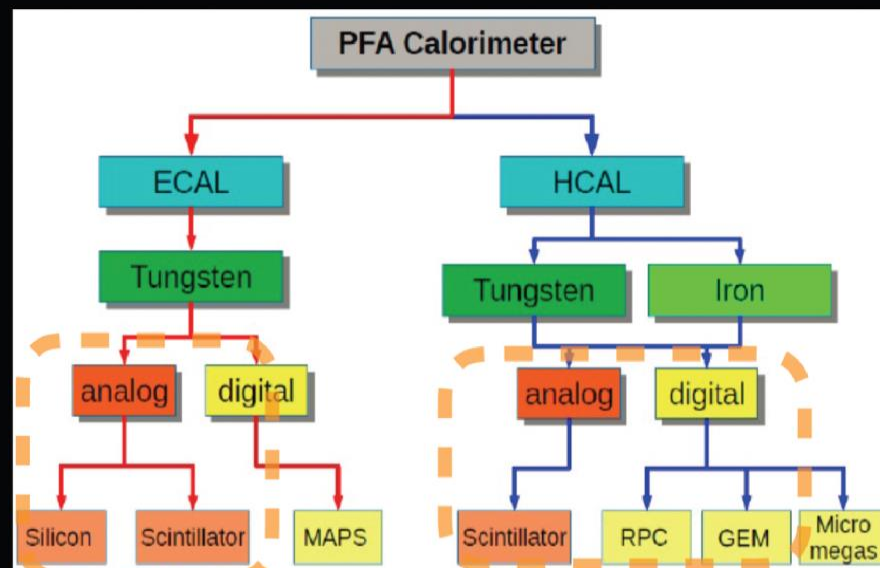 PFA Calorimeter
ECAL
HCAL
Tungsten
Tungsten
Iron
analog
digital
analog
digital
Silicon
Scintillator
MAPS
Scintillator
RPC
GEM
Micro
megas